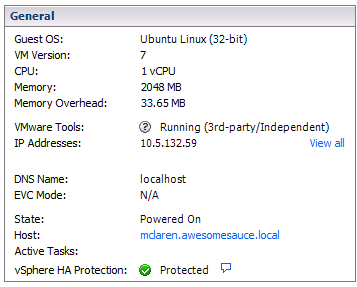 General
Guest OS: Ubuntu Linux (32-bit)
VM Version: 7
CPU: 1 vCPU
Memory: 2048 MB
Memory Overhead: 33.65 MB
VMware Tools: Running (3rd-party/Independent)
IP Addresses: 10.5.132.59 View all
DNS Name: localhost
EVC Mode: N/A
State: Powered On
Host: mclaren.awesomesauce.local
Active Tasks:
vSphere HA Protection: Protected